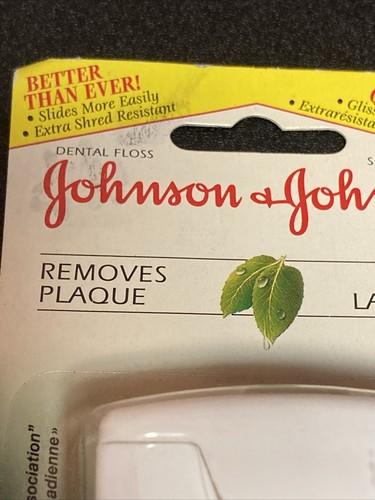 BETTER
THAN EVER!
• Slides More Easily
• Extra Shred Resistant
• Gliss
• Extrarésista
DENTAL FLOSS
S
Johnson & Joh
REMOVES
PLAQUE
LA
sociation"
adienne»